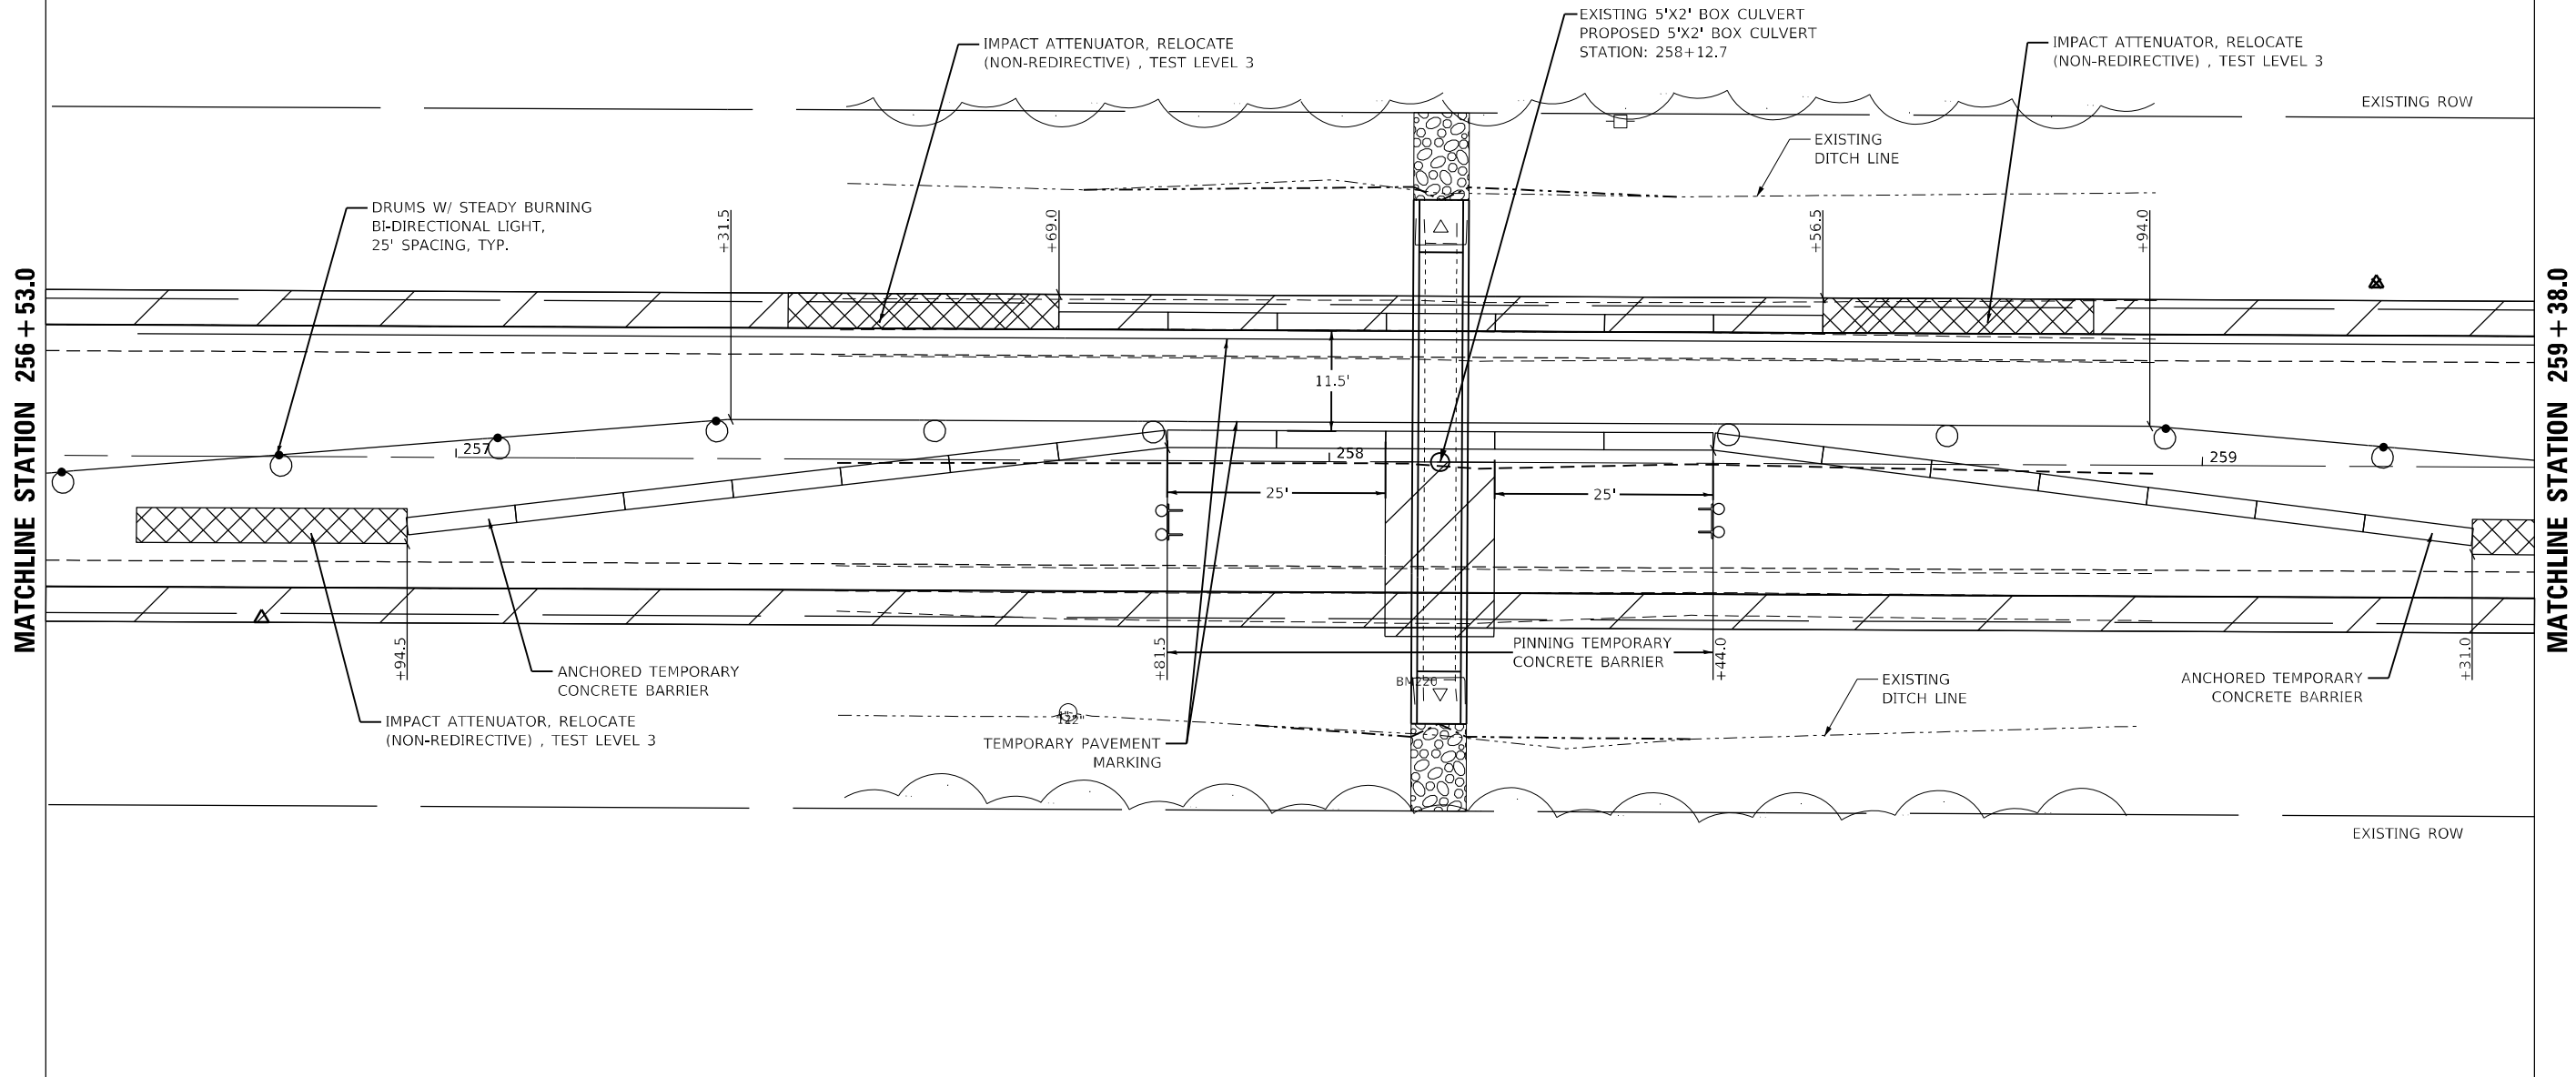 EXISTING 5'X2' BOX CULVERT
PROPOSED 5'X2' BOX CULVERT
STATION: 258+12.7
IMPACT ATTENUATOR, RELOCATE
(NON-REDIRECTIVE) , TEST LEVEL 3
IMPACT ATTENUATOR, RELOCATE
(NON-REDIRECTIVE) , TEST LEVEL 3
EXISTING ROW
EXISTING
DITCH LINE
DRUMS W/ STEADY BURNING
BI-DIRECTIONAL LIGHT,
25' SPACING, TYP.
+31.5
+69.0
+56.5
+94.0
MATCHLINE STATION 256+53.0
MATCHLINE STATION 259+38.0
11.5'
257
258
259
25'
25'
+94.5
+81.5
PINNING TEMPORARY
CONCRETE BARRIER
+44.0
+31.0
ANCHORED TEMPORARY
CONCRETE BARRIER
BM220
EXISTING
DITCH LINE
ANCHORED TEMPORARY
CONCRETE BARRIER
IMPACT ATTENUATOR, RELOCATE
(NON-REDIRECTIVE) , TEST LEVEL 3
TEMPORARY PAVEMENT
MARKING
EXISTING ROW